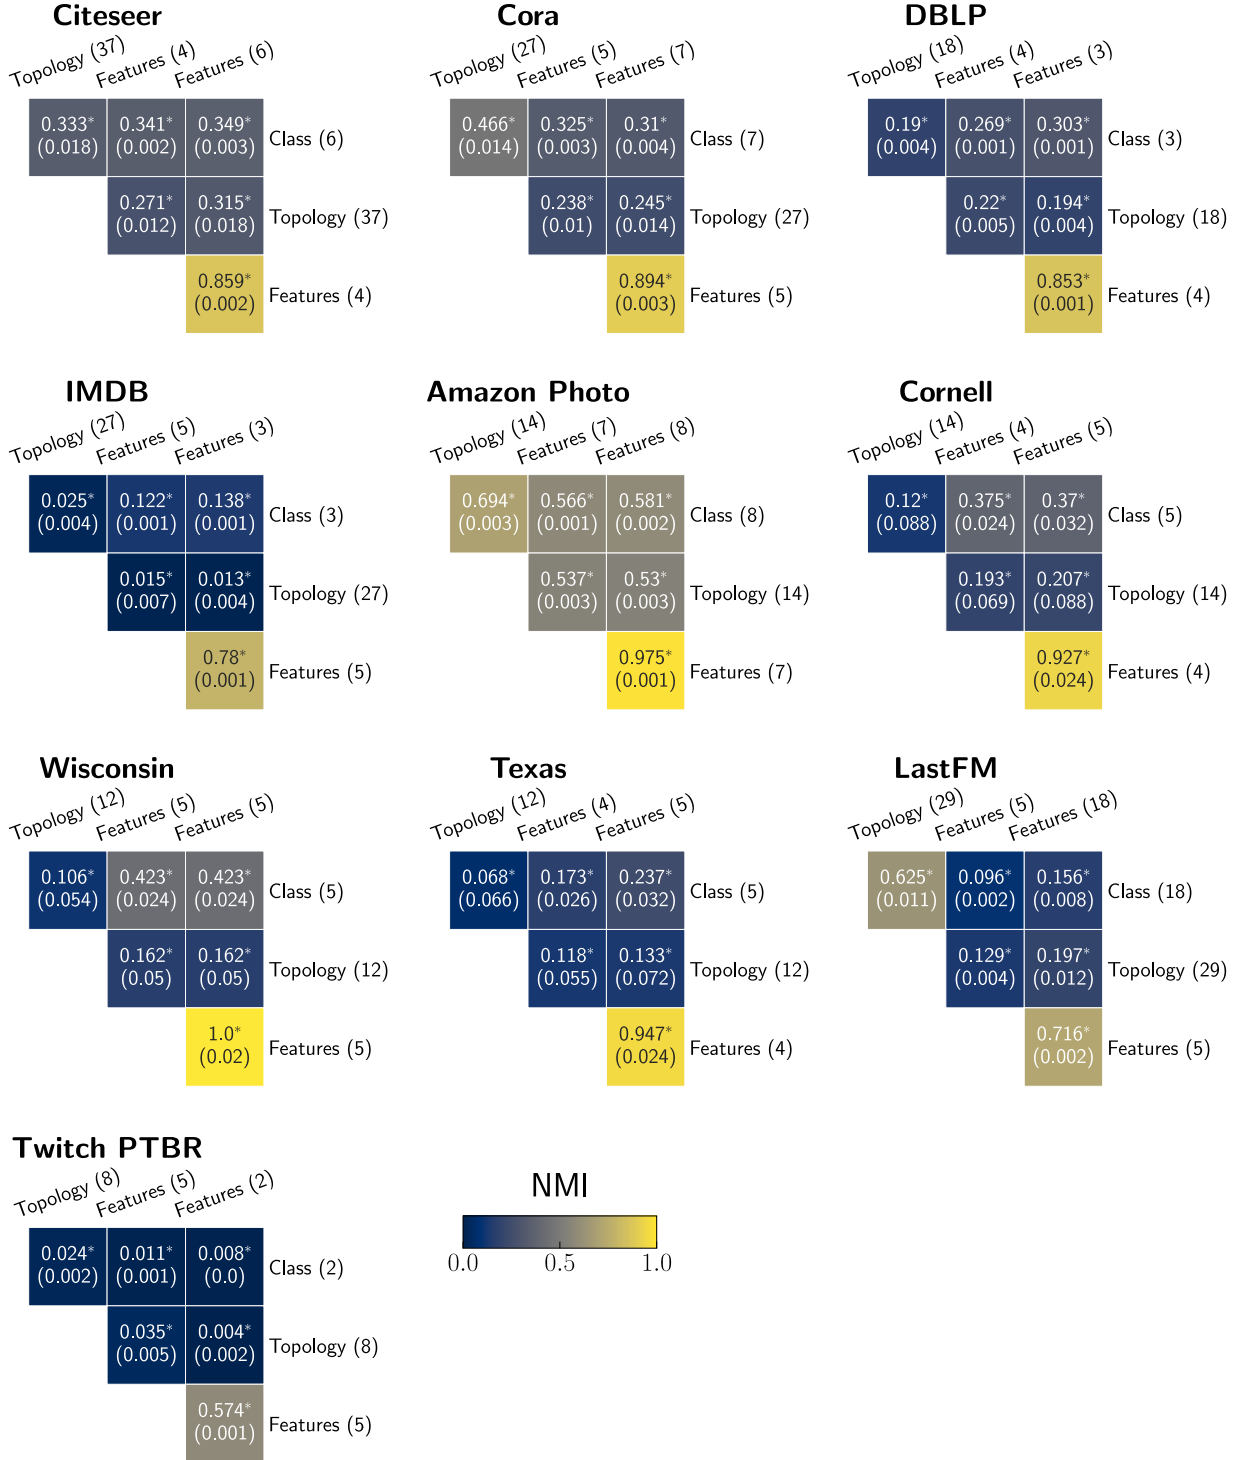 Citeseer
Topology (37)
Features (4)
Features (6)
0.333* 0.341* 0.349*
(0.018) (0.002) (0.003)
Class (6)
0.271* 0.315*
(0.012) (0.018)
Topology (37)
0.859*
(0.002)
Features (4)
Cora
Topology (27)
Features (5)
Features (7)
0.466* 0.325* 0.31*
(0.014) (0.003) (0.004)
Class (7)
0.238* 0.245*
(0.01) (0.014)
Topology (27)
0.894*
(0.003)
Features (5)
DBLP
Topology (18)
Features (4)
Features (3)
0.19* 0.269* 0.303*
(0.004) (0.001) (0.001)
Class (3)
0.22* 0.194*
(0.005) (0.004)
Topology (18)
0.853*
(0.001)
Features (4)
IMDB
Topology (27)
Features (5)
Features (3)
0.025* 0.122* 0.138*
(0.004) (0.001) (0.001)
Class (3)
0.015* 0.013*
(0.007) (0.004)
Topology (27)
0.78*
(0.001)
Features (5)
Amazon Photo
Topology (14)
Features (7)
Features (8)
0.694* 0.566* 0.581*
(0.003) (0.001) (0.002)
Class (8)
0.537* 0.53*
(0.003) (0.003)
Topology (14)
0.975*
(0.001)
Features (7)
Cornell
Topology (14)
Features (4)
Features (5)
0.12* 0.375* 0.37*
(0.088) (0.024) (0.032)
Class (5)
0.193* 0.207*
(0.069) (0.088)
Topology (14)
0.927*
(0.024)
Features (4)
Wisconsin
Topology (12)
Features (5)
Features (5)
0.106* 0.423* 0.423*
(0.054) (0.024) (0.024)
Class (5)
0.162* 0.162*
(0.05) (0.05)
Topology (12)
1.0*
(0.02)
Features (5)
Texas
Topology (12)
Features (4)
Features (5)
0.068* 0.173* 0.237*
(0.066) (0.026) (0.032)
Class (5)
0.118* 0.133*
(0.055) (0.072)
Topology (12)
0.947*
(0.024)
Features (4)
LastFM
Topology (29)
Features (5)
Features (18)
0.625* 0.096* 0.156*
(0.011) (0.002) (0.008)
Class (18)
0.129* 0.197*
(0.004) (0.012)
Topology (29)
0.716*
(0.002)
Features (5)
Twitch PTBR
Topology (8)
Features (5)
Features (2)
0.024* 0.011* 0.008*
(0.002) (0.001) (0.0)
Class (2)
0.035* 0.004*
(0.005) (0.002)
Topology (8)
0.574*
(0.001)
Features (5)
NMI
0.0 0.5 1.0